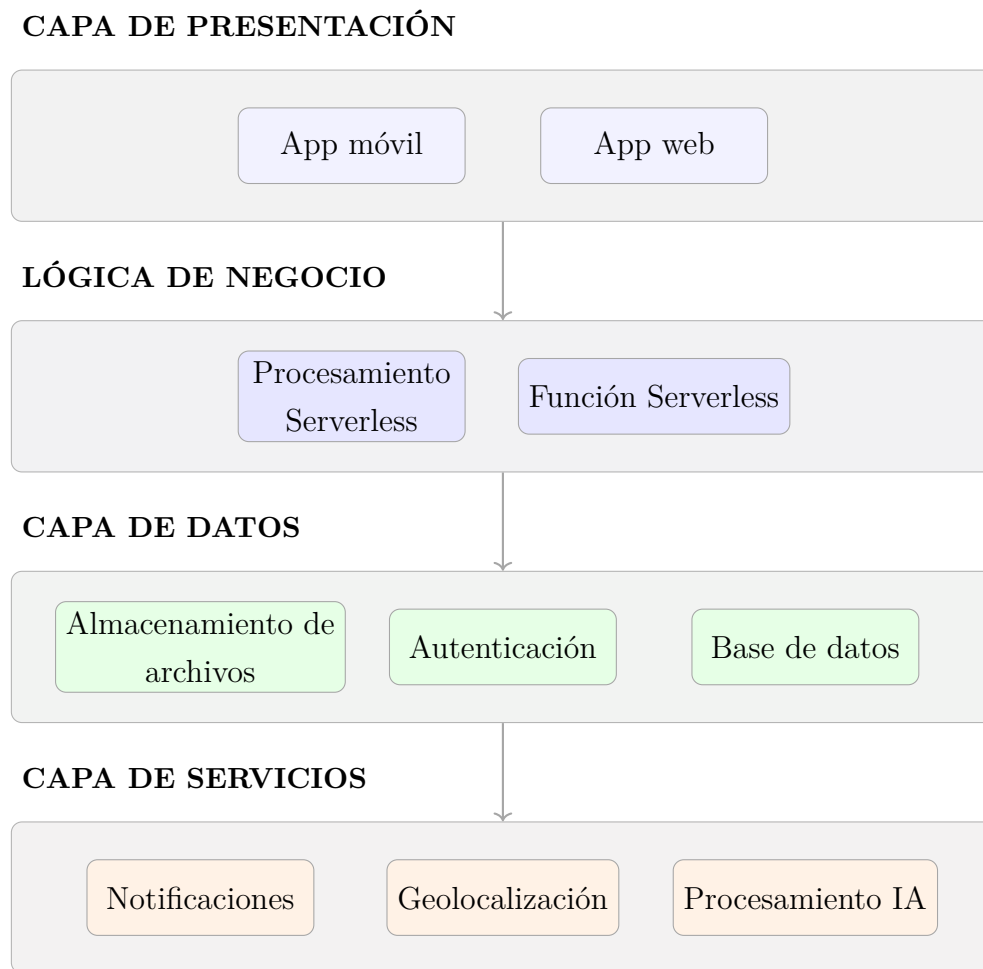 CAPA DE PRESENTACIÓN
App móvil
App web
LÓGICA DE NEGOCIO
Procesamiento
Serverless
Función Serverless
CAPA DE DATOS
Almacenamiento de
archivos
Autenticación
Base de datos
CAPA DE SERVICIOS
Notificaciones
Geolocalización
Procesamiento IA